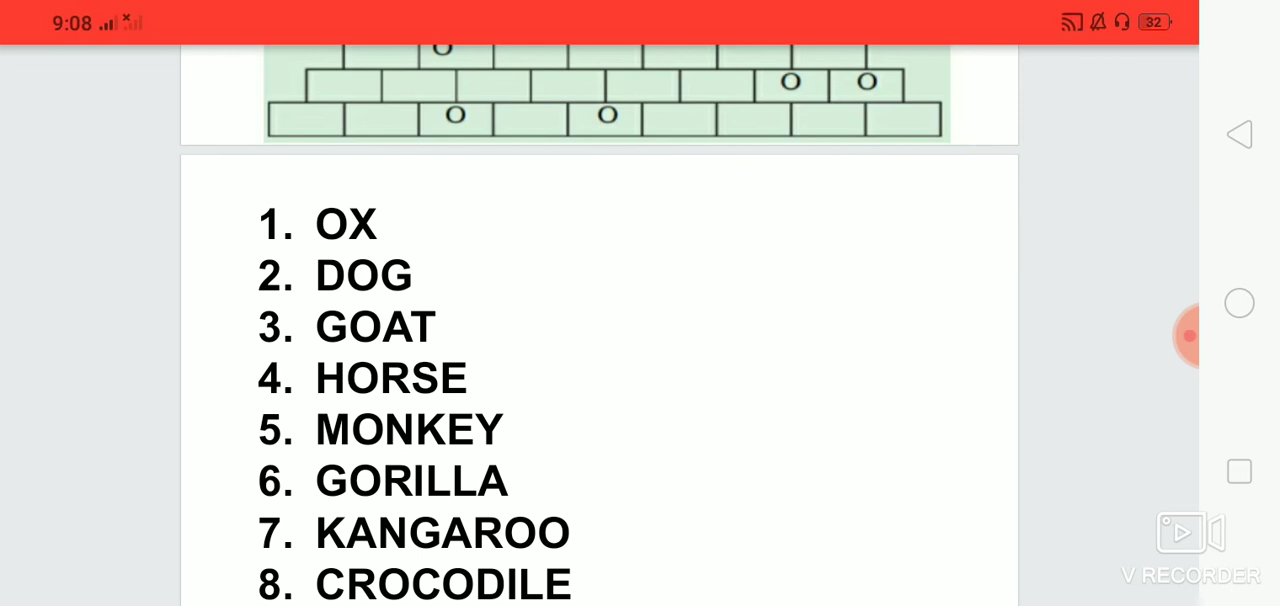 9:08 32
O
O O
O O
1. OX
2. DOG
3. GOAT
4. HORSE
5. MONKEY
6. GORILLA
7. KANGAROO
8. CROCODILE
V RECORDER